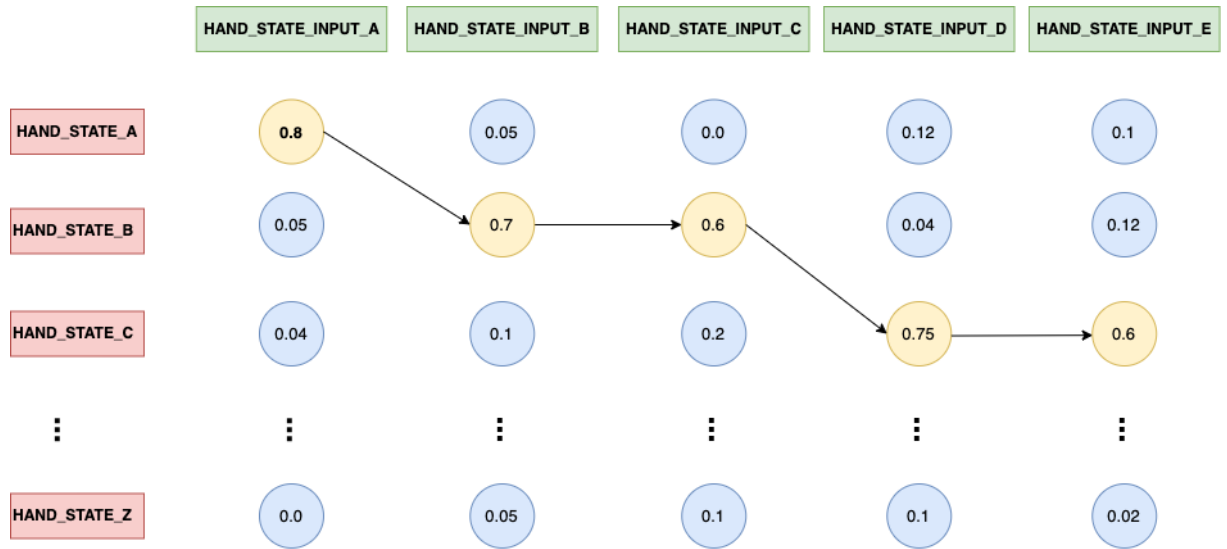 HAND_STATE_INPUT_A HAND_STATE_INPUT_B HAND_STATE_INPUT_C HAND_STATE_INPUT_D HAND_STATE_INPUT_E
HAND_STATE_A 0.8 0.05 0.0 0.12 0.1
HAND_STATE_B 0.05 0.7 0.6 0.04 0.12
HAND_STATE_C 0.04 0.1 0.2 0.75 0.6
HAND_STATE_Z 0.0 0.05 0.1 0.1 0.02